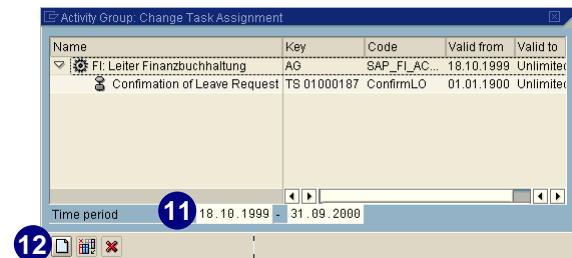 Activity Group: Change Task Assignment
Name Key Code Valid from Valid to
FI: Leiter Finanzbuchhaltung AG SAP_FI_AC... 18.10.1999 Unlimited
Confimation of Leave Request TS 01000187 ConfirmLO 01.01.1900 Unlimited
Time period 11 18.10.1999 - 31.09.2000
12